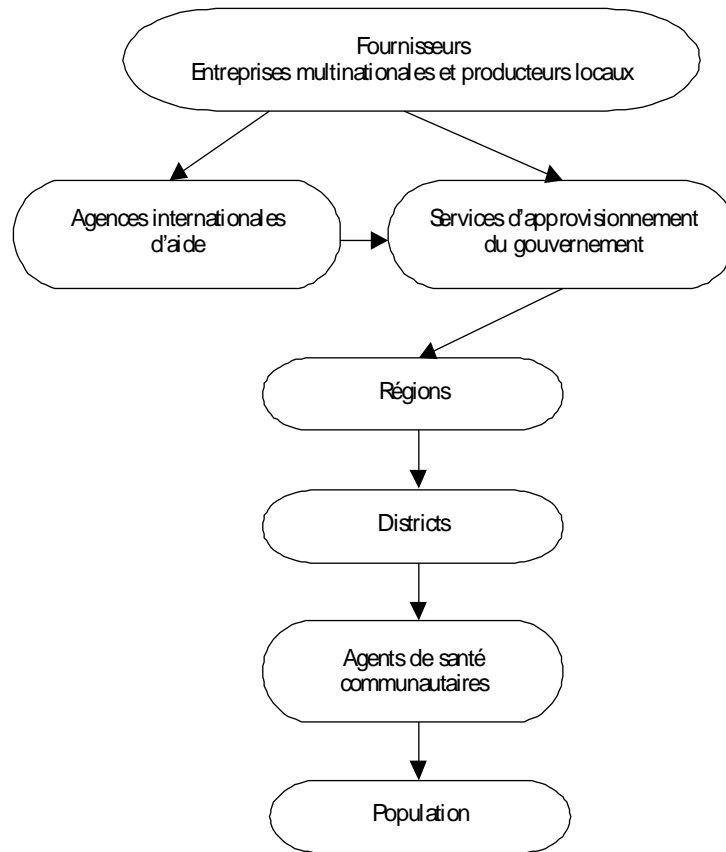 Fournisseurs
Entreprises multinationales et producteurs locaux
Agences internationales
d'aide
Services d'approvisionnement
du gouvernement
Régions
Districts
Agents de santé
communautaires
Population